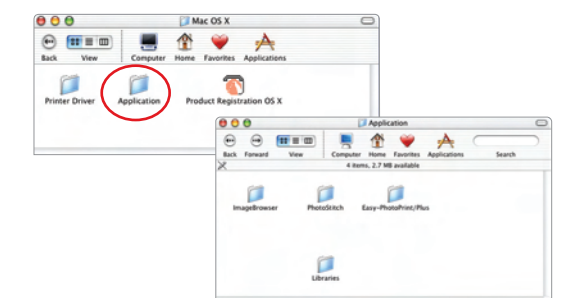 Mac OS X
Back View Computer Home Favorites Applications
Printer Driver Application Product Registration OS X
Application
Back Forward View Computer Home Favorites Applications Search
4 items, 2.7 MB available
ImageBrowser PhotoStitch Easy-PhotoPrint/Plus
Libraries